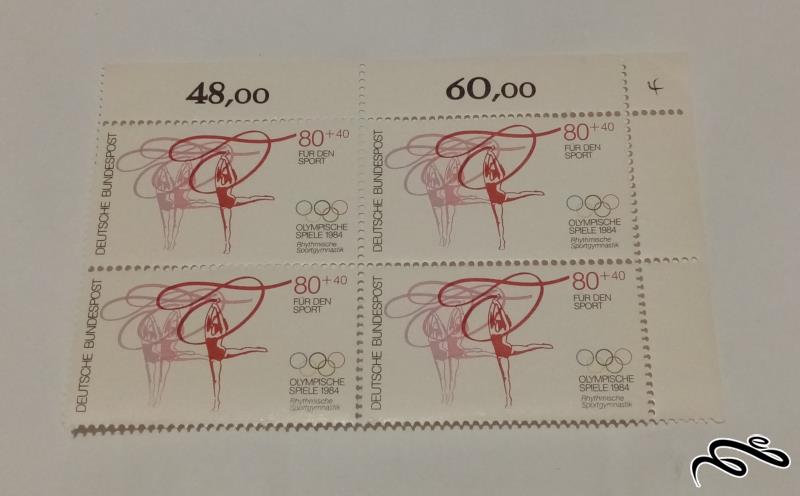 48,00
60,00
DEUTSCHE BUNDESPOST
80+40
FÜR DEN
SPORT
OLYMPISCHE
SPIELE 1984
Rhythmische
Sportgymnastik
DEUTSCHE BUNDESPOST
80+40
FÜR DEN
SPORT
OLYMPISCHE
SPIELE 1984
Rhythmische
Sportgymnastik
DEUTSCHE BUNDESPOST
80+40
FÜR DEN
SPORT
OLYMPISCHE
SPIELE 1984
Rhythmische
Sportgymnastik
DEUTSCHE BUNDESPOST
80+40
FÜR DEN
SPORT
OLYMPISCHE
SPIELE 1984
Rhythmische
Sportgymnastik